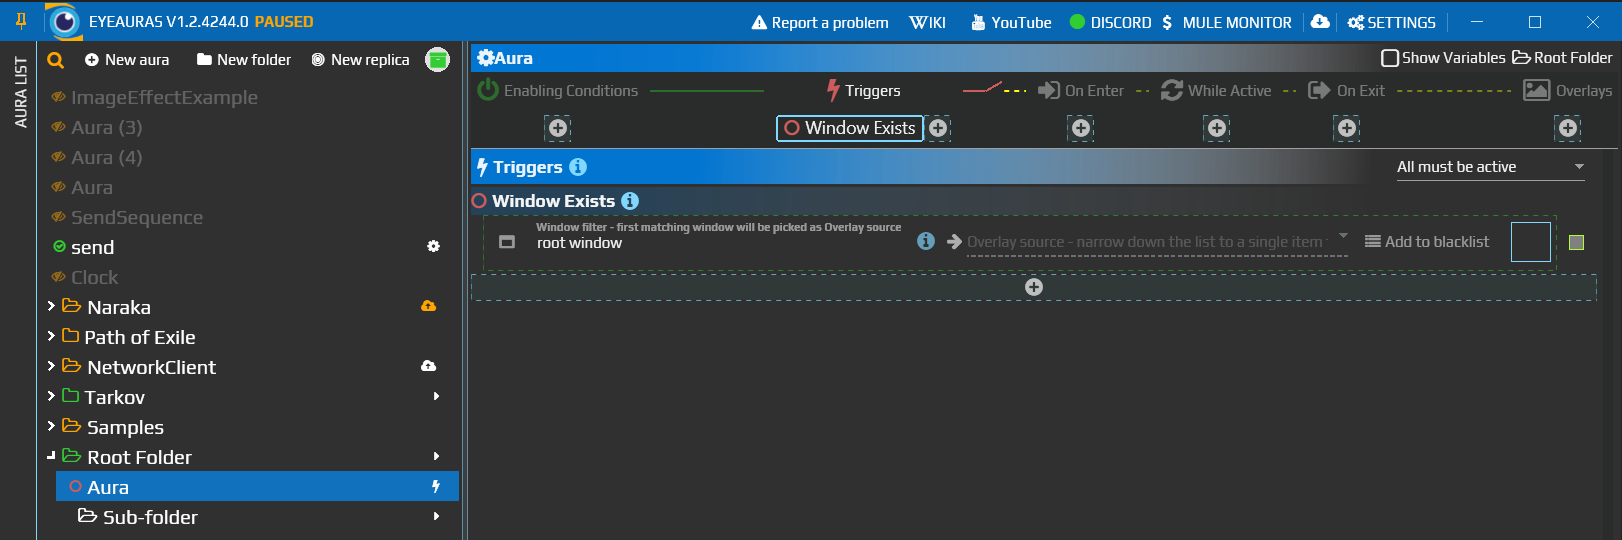 EYEAURAS V1.2.4244.0 PAUSED
Report a problem
WIKI
YouTube
DISCORD
$ MULE MONITOR
SETTINGS
AURA LIST
New aura
New folder
New replica
ImageEffectExample
Aura (3)
Aura (4)
Aura
SendSequence
send
Clock
Naraka
Path of Exile
NetworkClient
Tarkov
Samples
Root Folder
Aura
Sub-folder
Aura
Show Variables
Root Folder
Enabling Conditions
Triggers
On Enter
While Active
On Exit
Overlays
Window Exists
Triggers
All must be active
Window Exists
Window filter - first matching window will be picked as Overlay source
root window
Overlay source - narrow down the list to a single item
Add to blacklist